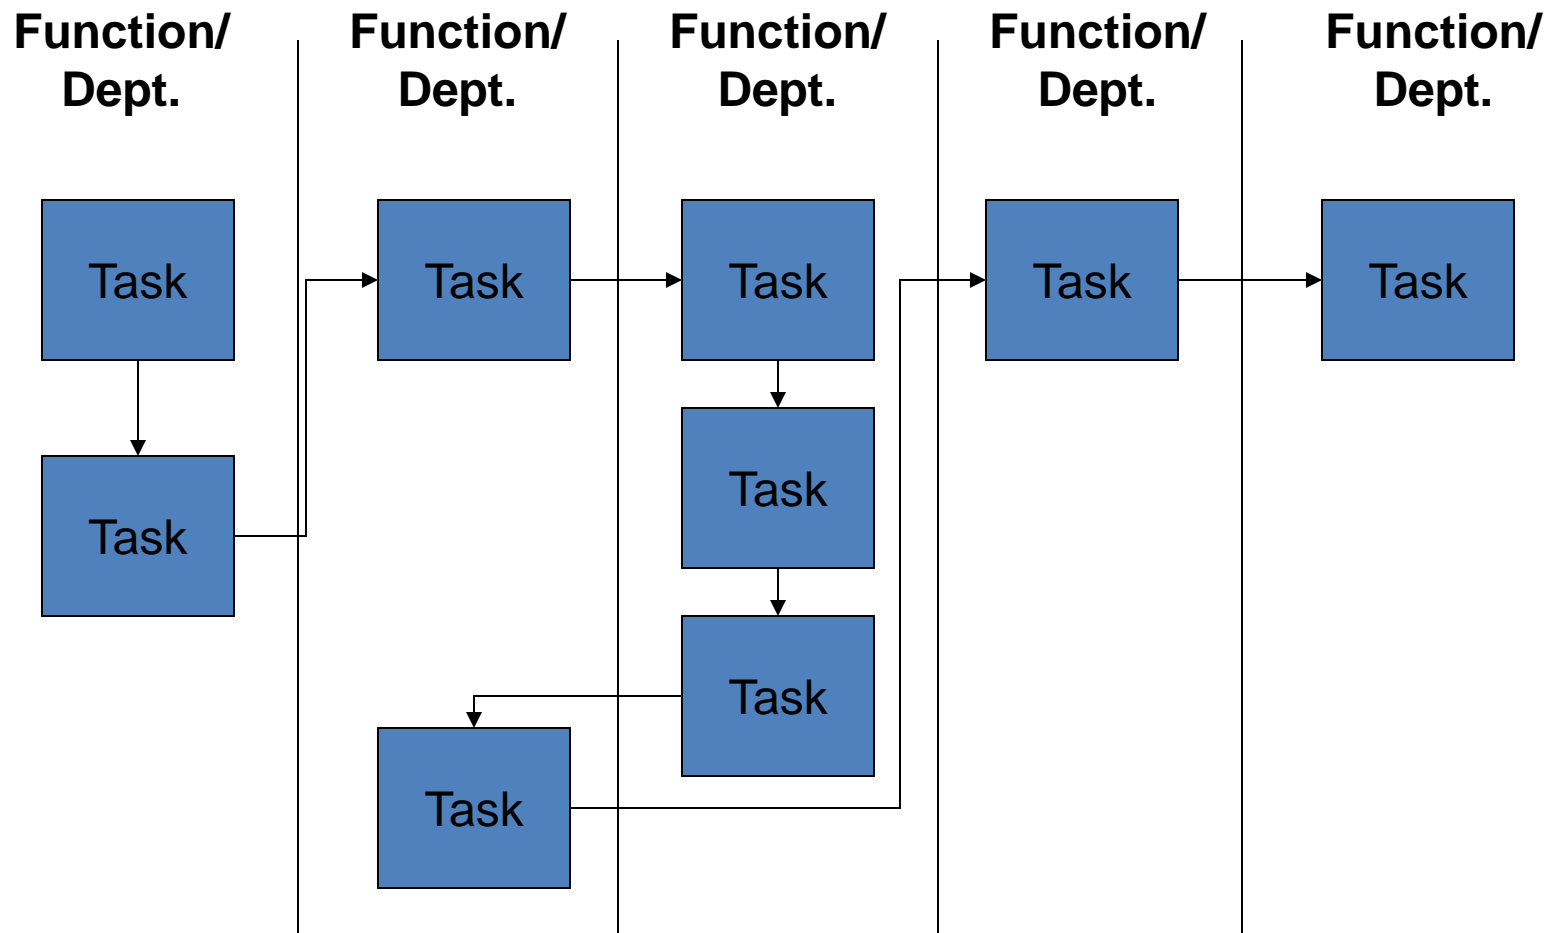 Function/
Dept.
Function/
Dept.
Function/
Dept.
Function/
Dept.
Function/
Dept.
Task
Task
Task
Task
Task
Task
Task
Task
Task